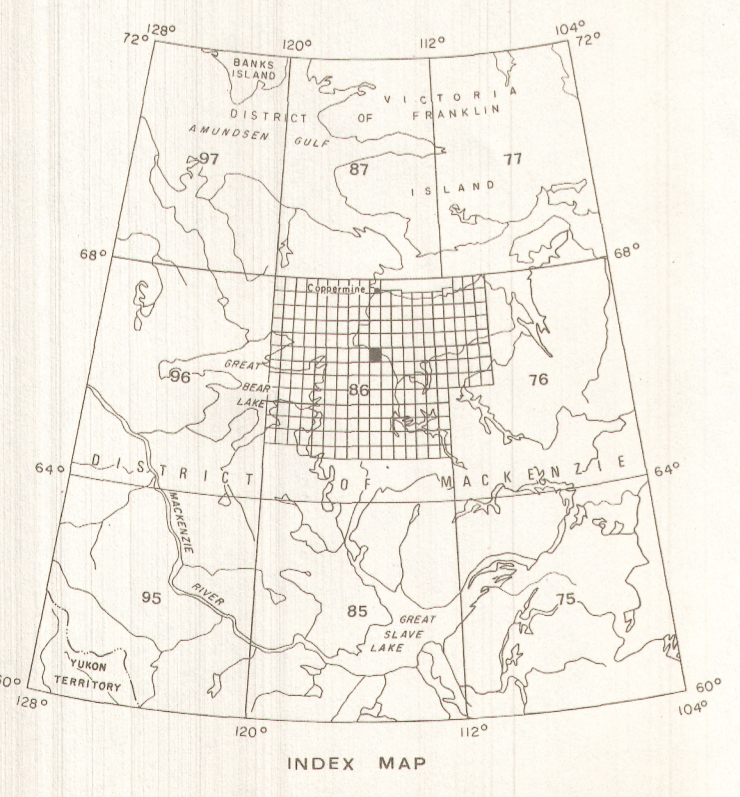 128°
72°
120°
112°
104°
72°
BANKS
ISLAND
VICTORIA
DISTRICT OF FRANKLIN
AMUNDSEN GULF
97
87
77
ISLAND
68°
68°
Coppermine
GREAT
96
BEAR
86
76
LAKE
64°
DISTRICT OF MACKENZIE
64°
MACKENZIE
RIVER
95
85
75
GREAT
SLAVE
LAKE
YUKON
TERRITORY
60°
128°
60°
104°
120°
112°
INDEX MAP